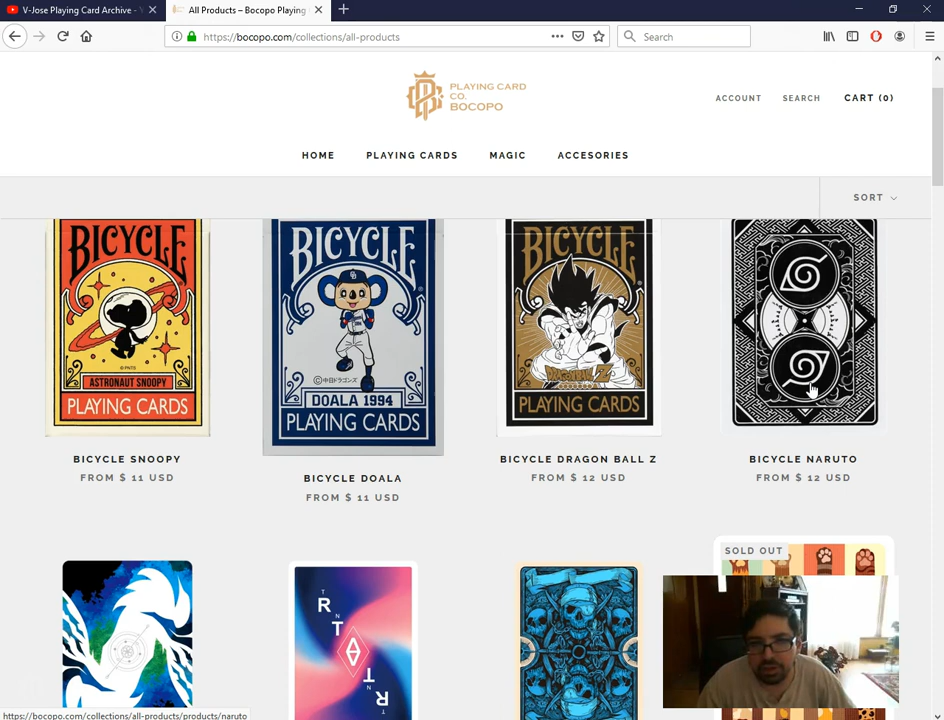 V-Jose Playing Card Archive -
All Products – Bocopo Playing
https://bocopo.com/collections/all-products
Search
PLAYING CARD
CO.
BOCOPO
ACCOUNT
SEARCH
CART (0)
HOME
PLAYING CARDS
MAGIC
ACCESORIES
SORT
BICYCLE
ASTRONAUT SNOOPY
PLAYING CARDS
BICYCLE
DOALA 1994
PLAYING CARDS
BICYCLE
PLAYING CARDS
BICYCLE SNOOPY
FROM $ 11 USD
BICYCLE DOALA
FROM $ 11 USD
BICYCLE DRAGON BALL Z
FROM $ 12 USD
BICYCLE NARUTO
FROM $ 12 USD
SOLD OUT
R
T
https://bocopo.com/collections/all-products/products/naruto